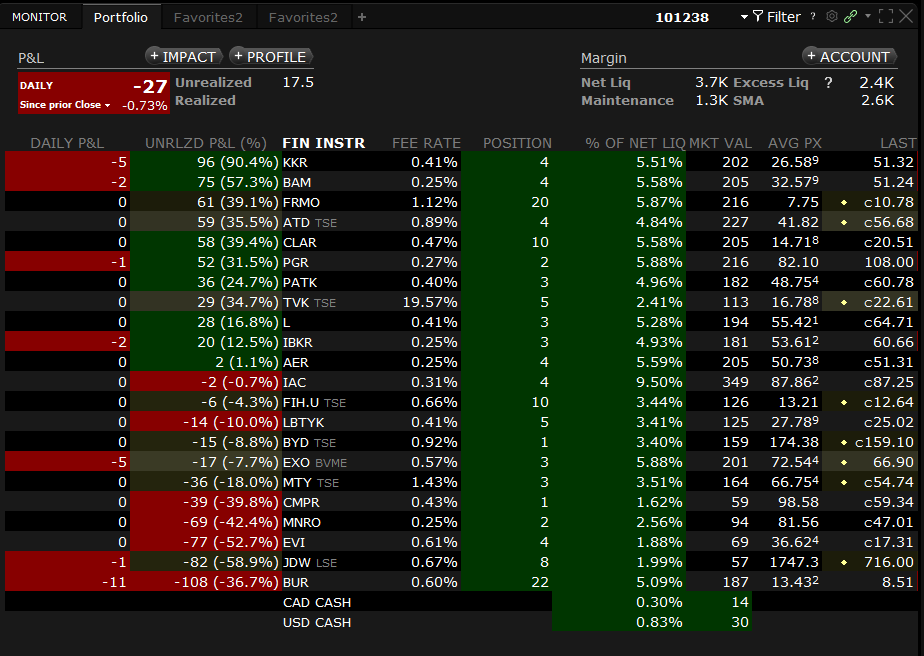 MONITOR Portfolio Favorites2 Favorites2 + 101238 Filter ?
P&L + IMPACT + PROFILE Margin + ACCOUNT
DAILY -27 Unrealized 17.5 Net Liq 3.7K Excess Liq ? 2.4K
Since prior Close -0.73% Realized Maintenance 1.3K SMA 2.6K
DAILY P&L UNRLZD P&L (%) FIN INSTR FEE RATE POSITION % OF NET LIQ MKT VAL AVG PX LAST
-5 96 (90.4%) KKR 0.41% 4 5.51% 202 26.58⁹ 51.32
-2 75 (57.3%) BAM 0.25% 4 5.58% 205 32.57⁹ 51.24
0 61 (39.1%) FRMO 1.12% 20 5.87% 216 7.75 c10.78
0 59 (35.5%) ATD TSE 0.89% 4 4.84% 227 41.82 c56.68
0 58 (39.4%) CLAR 0.47% 10 5.58% 205 14.71⁸ c20.51
-1 52 (31.5%) PGR 0.27% 2 5.88% 216 82.10 108.00
0 36 (24.7%) PATK 0.40% 3 4.96% 182 48.75⁴ c60.78
0 29 (34.7%) TVK TSE 19.57% 5 2.41% 113 16.78⁸ c22.61
0 28 (16.8%) L 0.41% 3 5.28% 194 55.42¹ c64.71
-2 20 (12.5%) IBKR 0.25% 3 4.93% 181 53.61² 60.66
0 2 (1.1%) AER 0.25% 4 5.59% 205 50.73⁸ c51.31
0 -2 (-0.7%) IAC 0.31% 4 9.50% 349 87.86² c87.25
0 -6 (-4.3%) FIH.U TSE 0.66% 10 3.44% 126 13.21 c12.64
0 -14 (-10.0%) LBTYK 0.41% 5 3.41% 125 27.78⁹ c25.02
0 -15 (-8.8%) BYD TSE 0.92% 1 3.40% 159 174.38 c159.10
-5 -17 (-7.7%) EXO BVME 0.57% 3 5.88% 201 72.54⁴ 66.90
0 -36 (-18.0%) MTY TSE 1.43% 3 3.51% 164 66.75⁴ c54.74
0 -39 (-39.8%) CMPR 0.43% 1 1.62% 59 98.58 c59.34
0 -69 (-42.4%) MNRO 0.25% 2 2.56% 94 81.56 c47.01
0 -77 (-52.7%) EVI 0.61% 4 1.88% 69 36.62⁴ c17.31
-1 -82 (-58.9%) JDW LSE 0.67% 8 1.99% 57 1747.3 716.00
-11 -108 (-36.7%) BUR 0.60% 22 5.09% 187 13.43² 8.51
CAD CASH 0.30% 14
USD CASH 0.83% 30